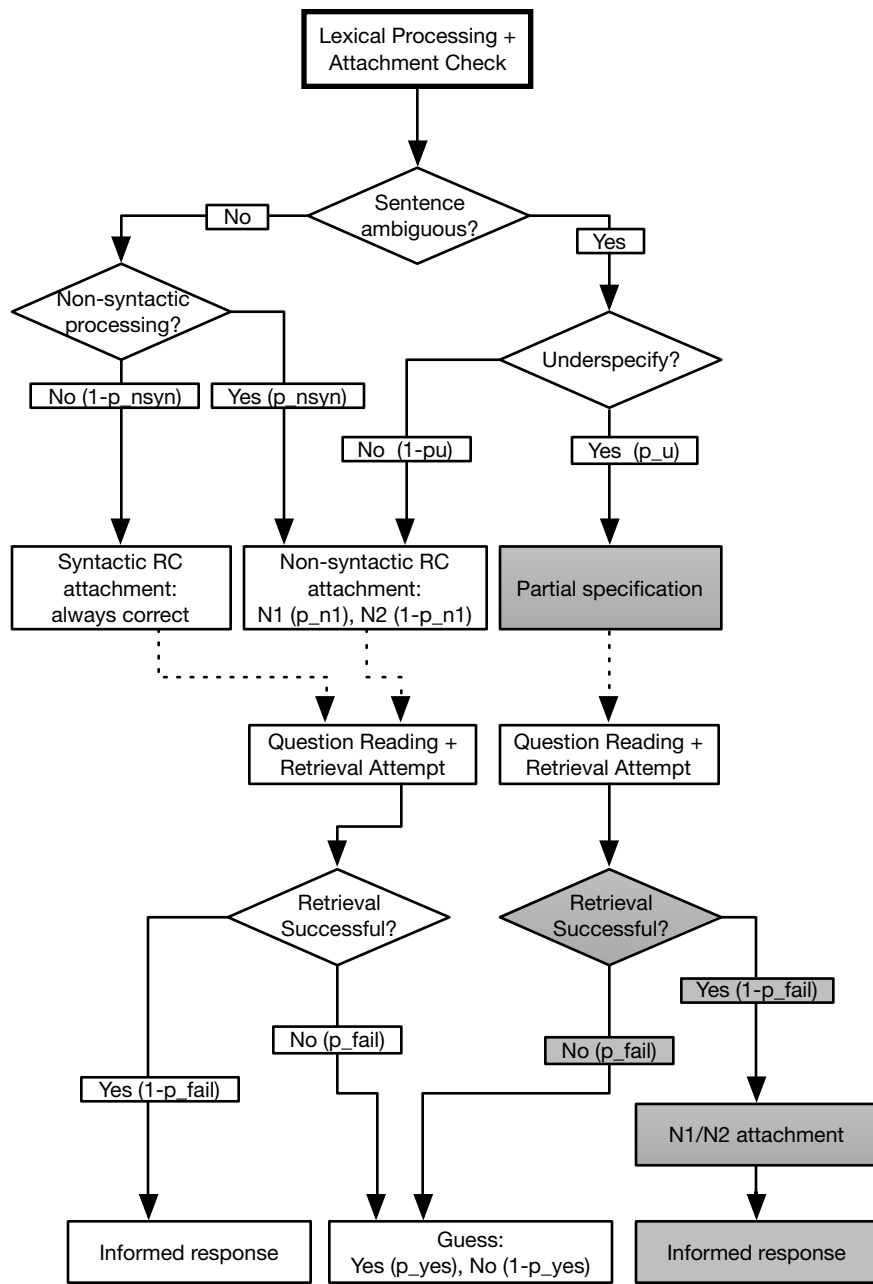 Lexical Processing +
Attachment Check
Sentence
ambiguous?
No
Yes
Non-syntactic
processing?
Underspecify?
No (1-p_nsyn)
Yes (p_nsyn)
No (1-pu)
Yes (p_u)
Syntactic RC
attachment:
always correct
Non-syntactic RC
attachment:
N1 (p_n1), N2 (1-p_n1)
Partial specification
Question Reading +
Retrieval Attempt
Question Reading +
Retrieval Attempt
Retrieval
Successful?
Retrieval
Successful?
Yes (1-p_fail)
No (p_fail)
No (p_fail)
Yes (1-p_fail)
N1/N2 attachment
Informed response
Guess:
Yes (p_yes), No (1-p_yes)
Informed response